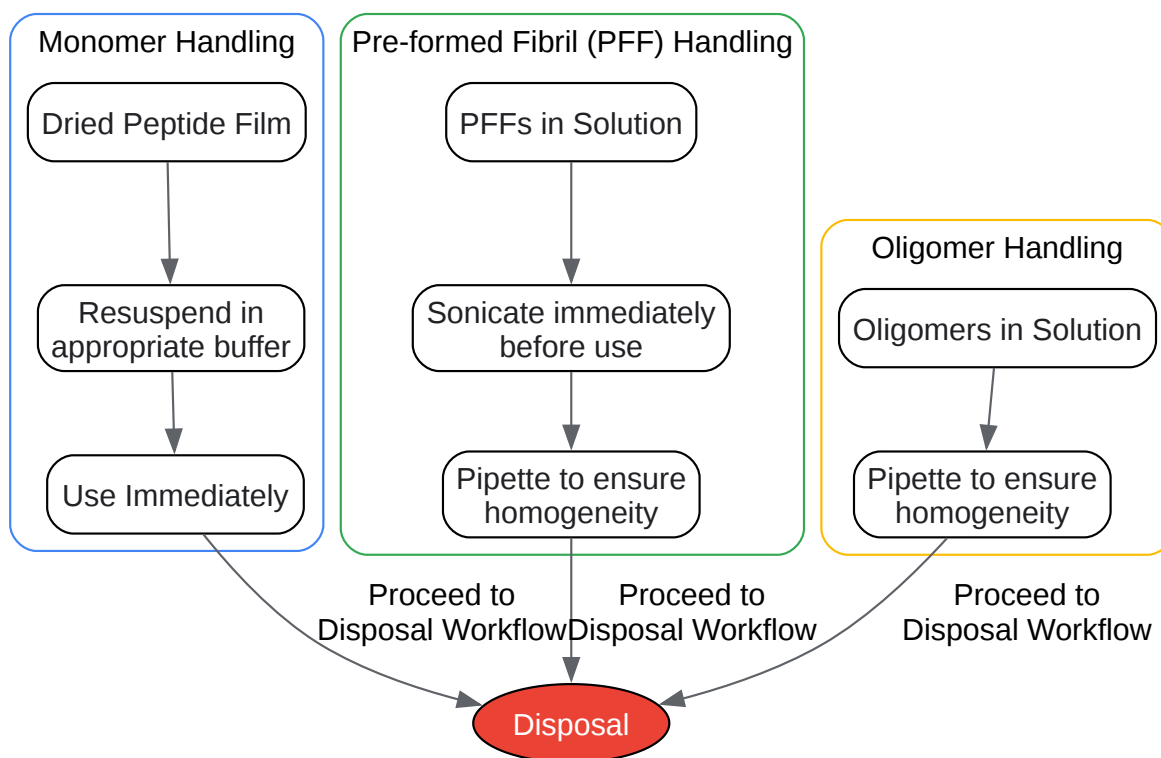 Monomer Handling
Dried Peptide Film
Resuspend in
appropriate buffer
Use Immediately
Pre-formed Fibril (PFF) Handling
PFFs in Solution
Sonicate immediately
before use
Pipette to ensure
homogeneity
Oligomer Handling
Oligomers in Solution
Pipette to ensure
homogeneity
Proceed to
Disposal Workflow
Proceed to
Disposal Workflow
Proceed to
Disposal Workflow
Disposal